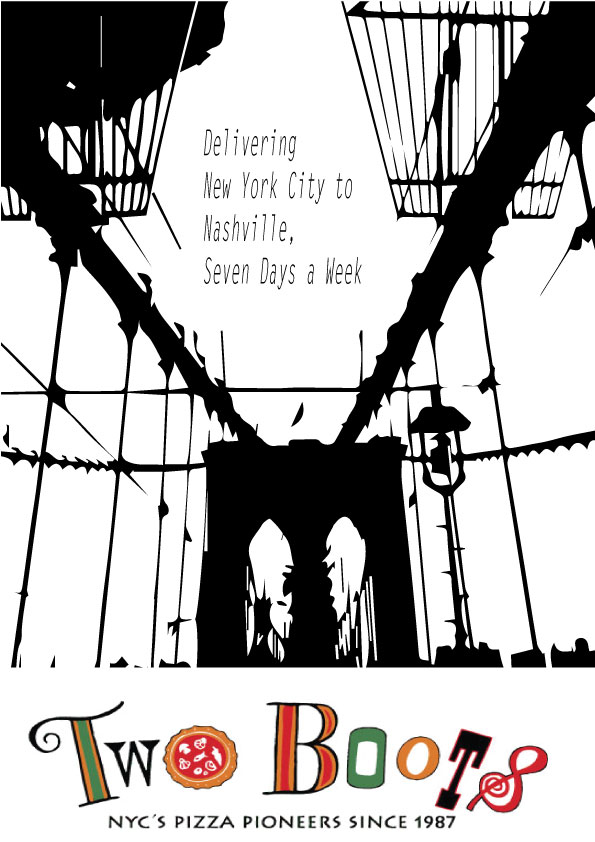 Delivering
New York City to
Nashville,
Seven Days a Week
Two Boots
NYC'S PIZZA PIONEERS SINCE 1987